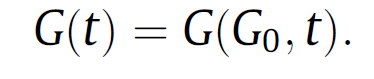 G(t) = G(G₀, t).